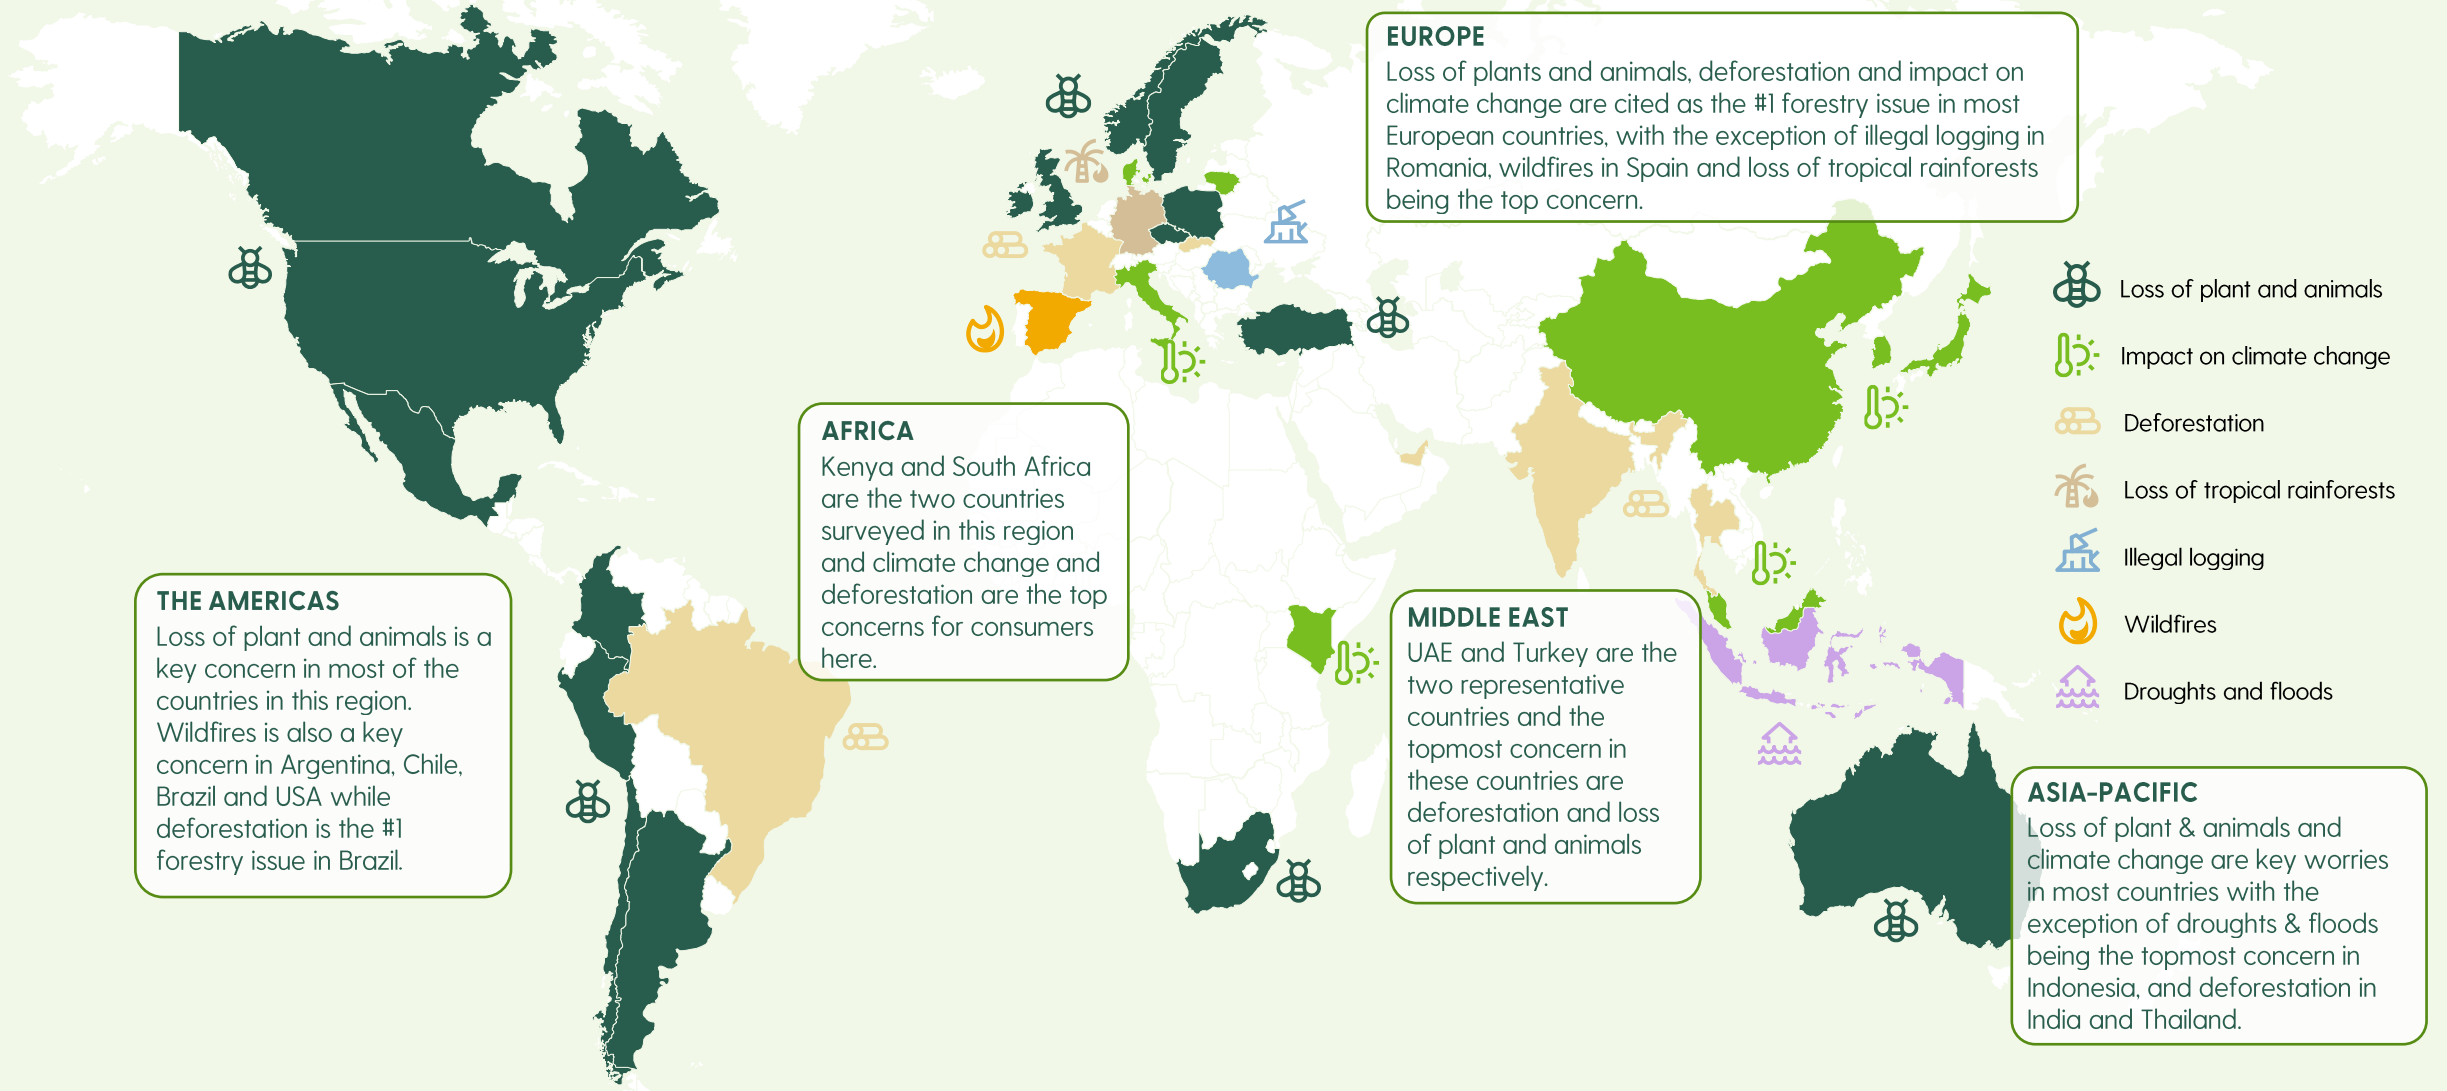 EUROPE
Loss of plants and animals, deforestation and impact on
climate change are cited as the #1 forestry issue in most
European countries, with the exception of illegal logging in
Romania, wildfires in Spain and loss of tropical rainforests
being the top concern.
Loss of plant and animals
Impact on climate change
Deforestation
Loss of tropical rainforests
Illegal logging
Wildfires
Droughts and floods
AFRICA
Kenya and South Africa
are the two countries
surveyed in this region
and climate change and
deforestation are the top
concerns for consumers
here.
THE AMERICAS
Loss of plant and animals is a
key concern in most of the
countries in this region.
Wildfires is also a key
concern in Argentina, Chile,
Brazil and USA while
deforestation is the #1
forestry issue in Brazil.
MIDDLE EAST
UAE and Turkey are the
two representative
countries and the
topmost concern in
these countries are
deforestation and loss
of plant and animals
respectively.
ASIA-PACIFIC
Loss of plant & animals and
climate change are key worries
in most countries with the
exception of droughts & floods
being the topmost concern in
Indonesia, and deforestation in
India and Thailand.